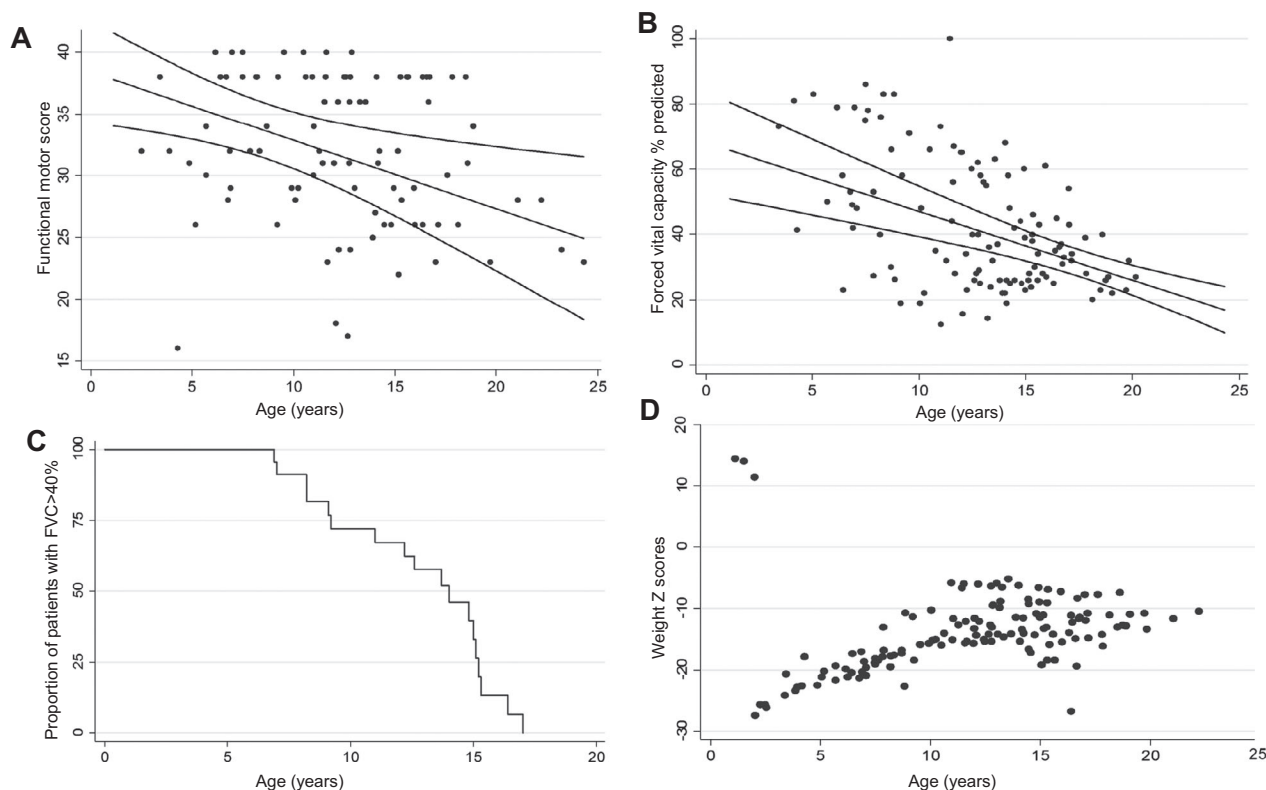 A
Functional motor score
40
35
30
25
20
15
0 5 10 15 20 25
Age (years)
B
Forced vital capacity % predicted
100
80
60
40
20
0
0 5 10 15 20 25
Age (years)
C
Proportion of patients with FVC>40%
100
75
50
25
0
0 5 10 15 20
Age (years)
D
Weight Z scores
20
10
0
-10
-20
-30
0 5 10 15 20 25
Age (years)